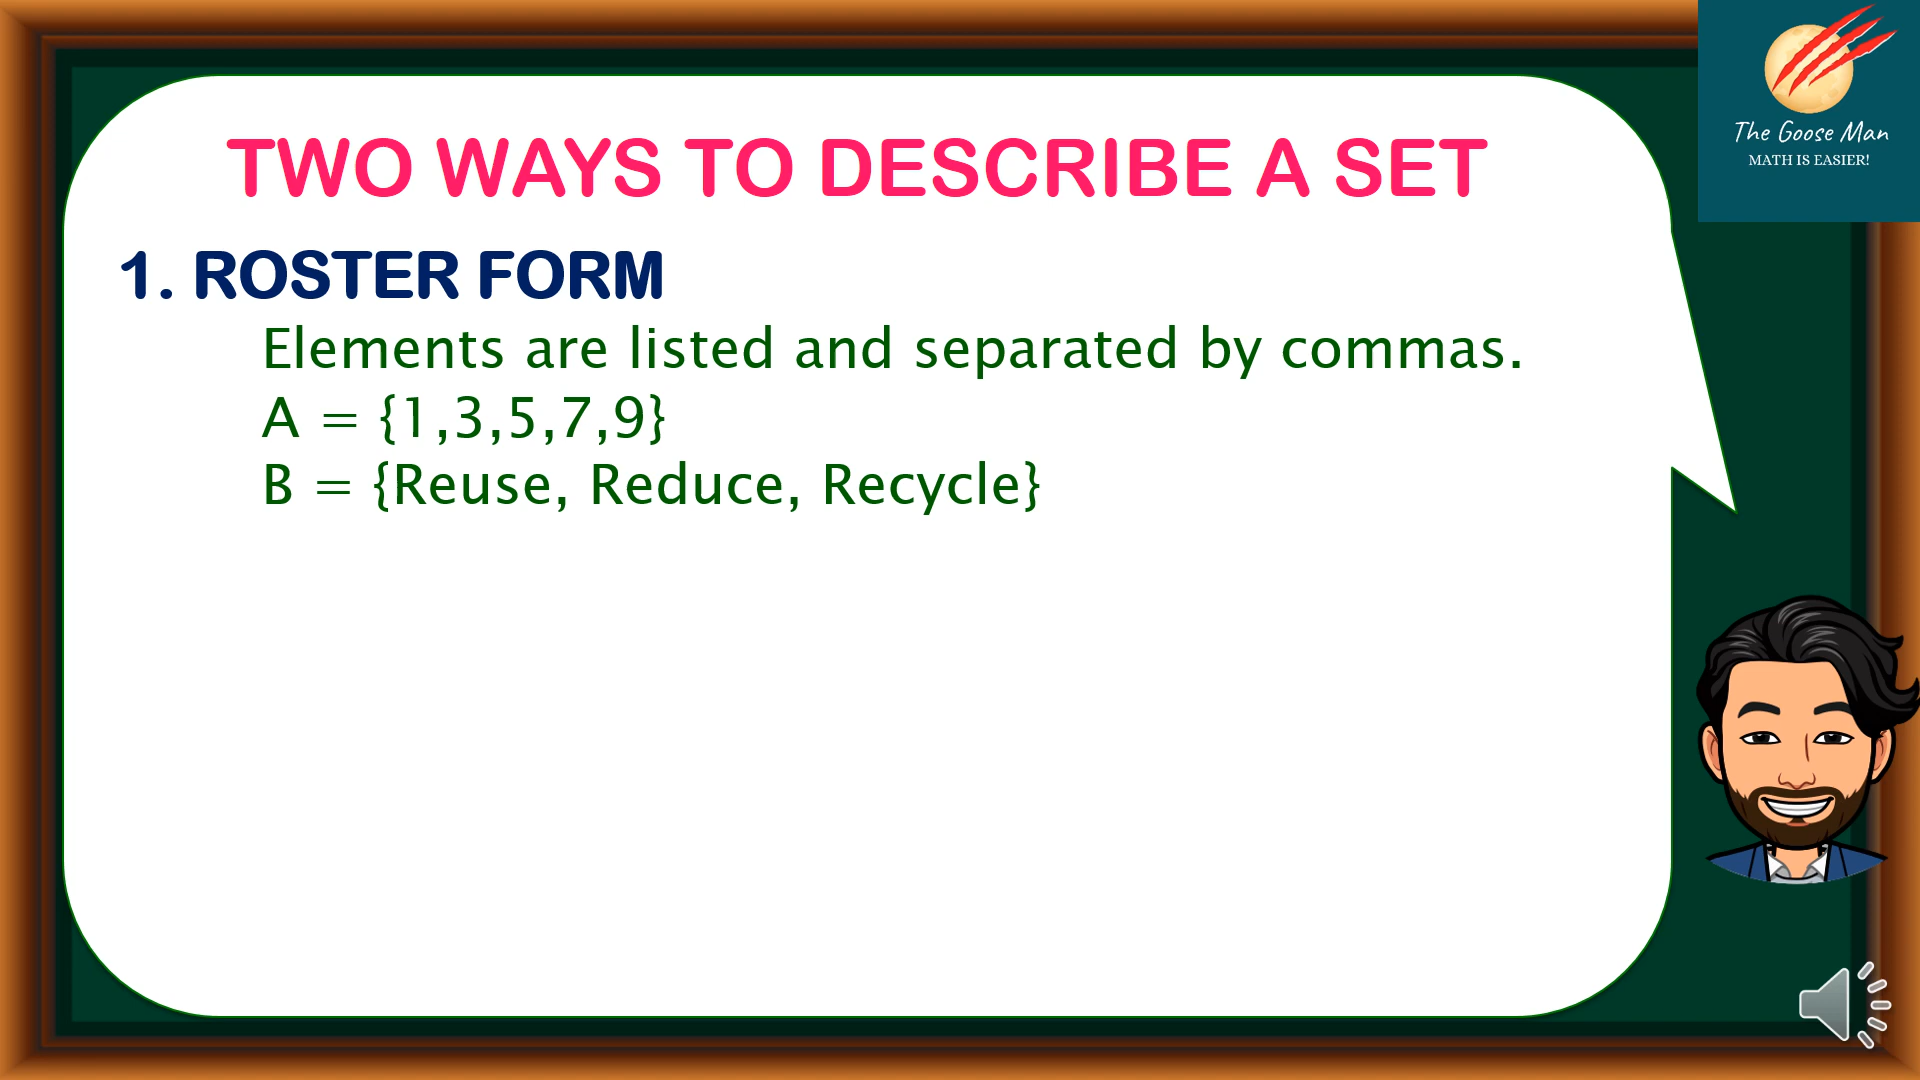 The Goose Man
MATH IS EASIER!
TWO WAYS TO DESCRIBE A SET
1. ROSTER FORM
Elements are listed and separated by commas.
A = {1,3,5,7,9}
B = {Reuse, Reduce, Recycle}